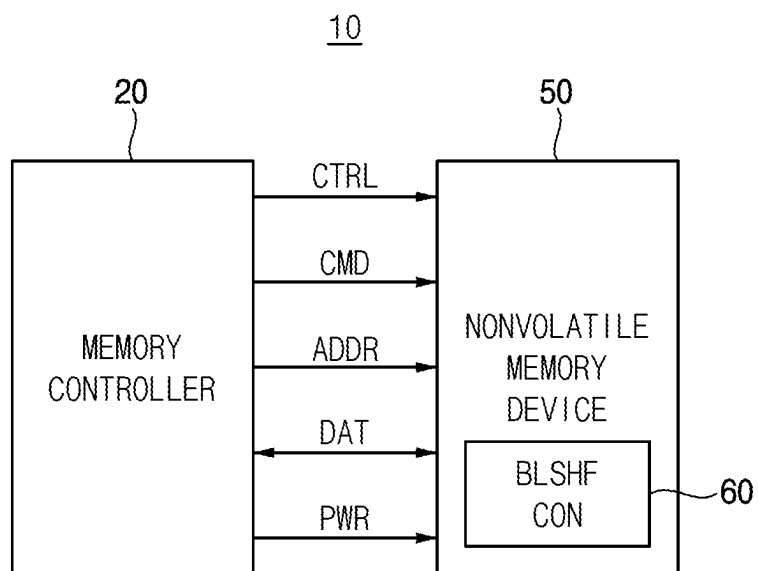 10
20
50
CTRL
CMD
ADDR
DAT
PWR
MEMORY
CONTROLLER
NONVOLATILE
MEMORY
DEVICE
BLSHF
CON
60